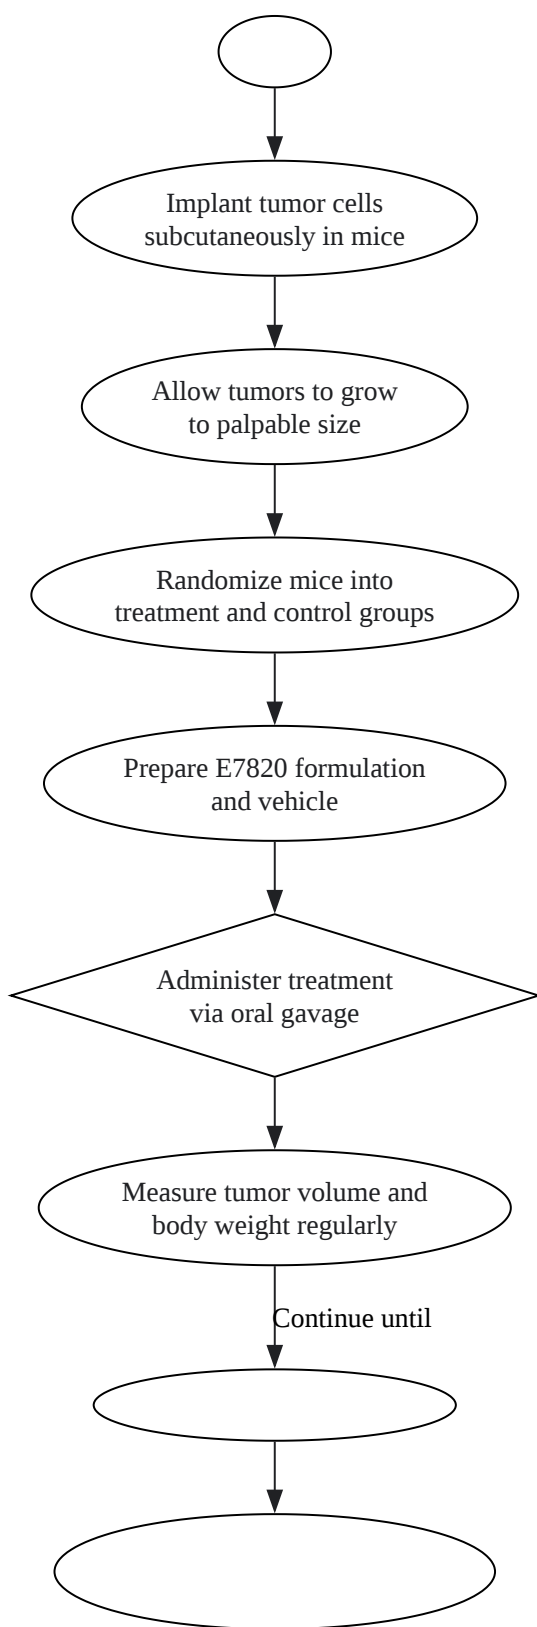 Implant tumor cells
subcutaneously in mice
Allow tumors to grow
to palpable size
Randomize mice into
treatment and control groups
Prepare E7820 formulation
and vehicle
Administer treatment
via oral gavage
Measure tumor volume and
body weight regularly
Continue until